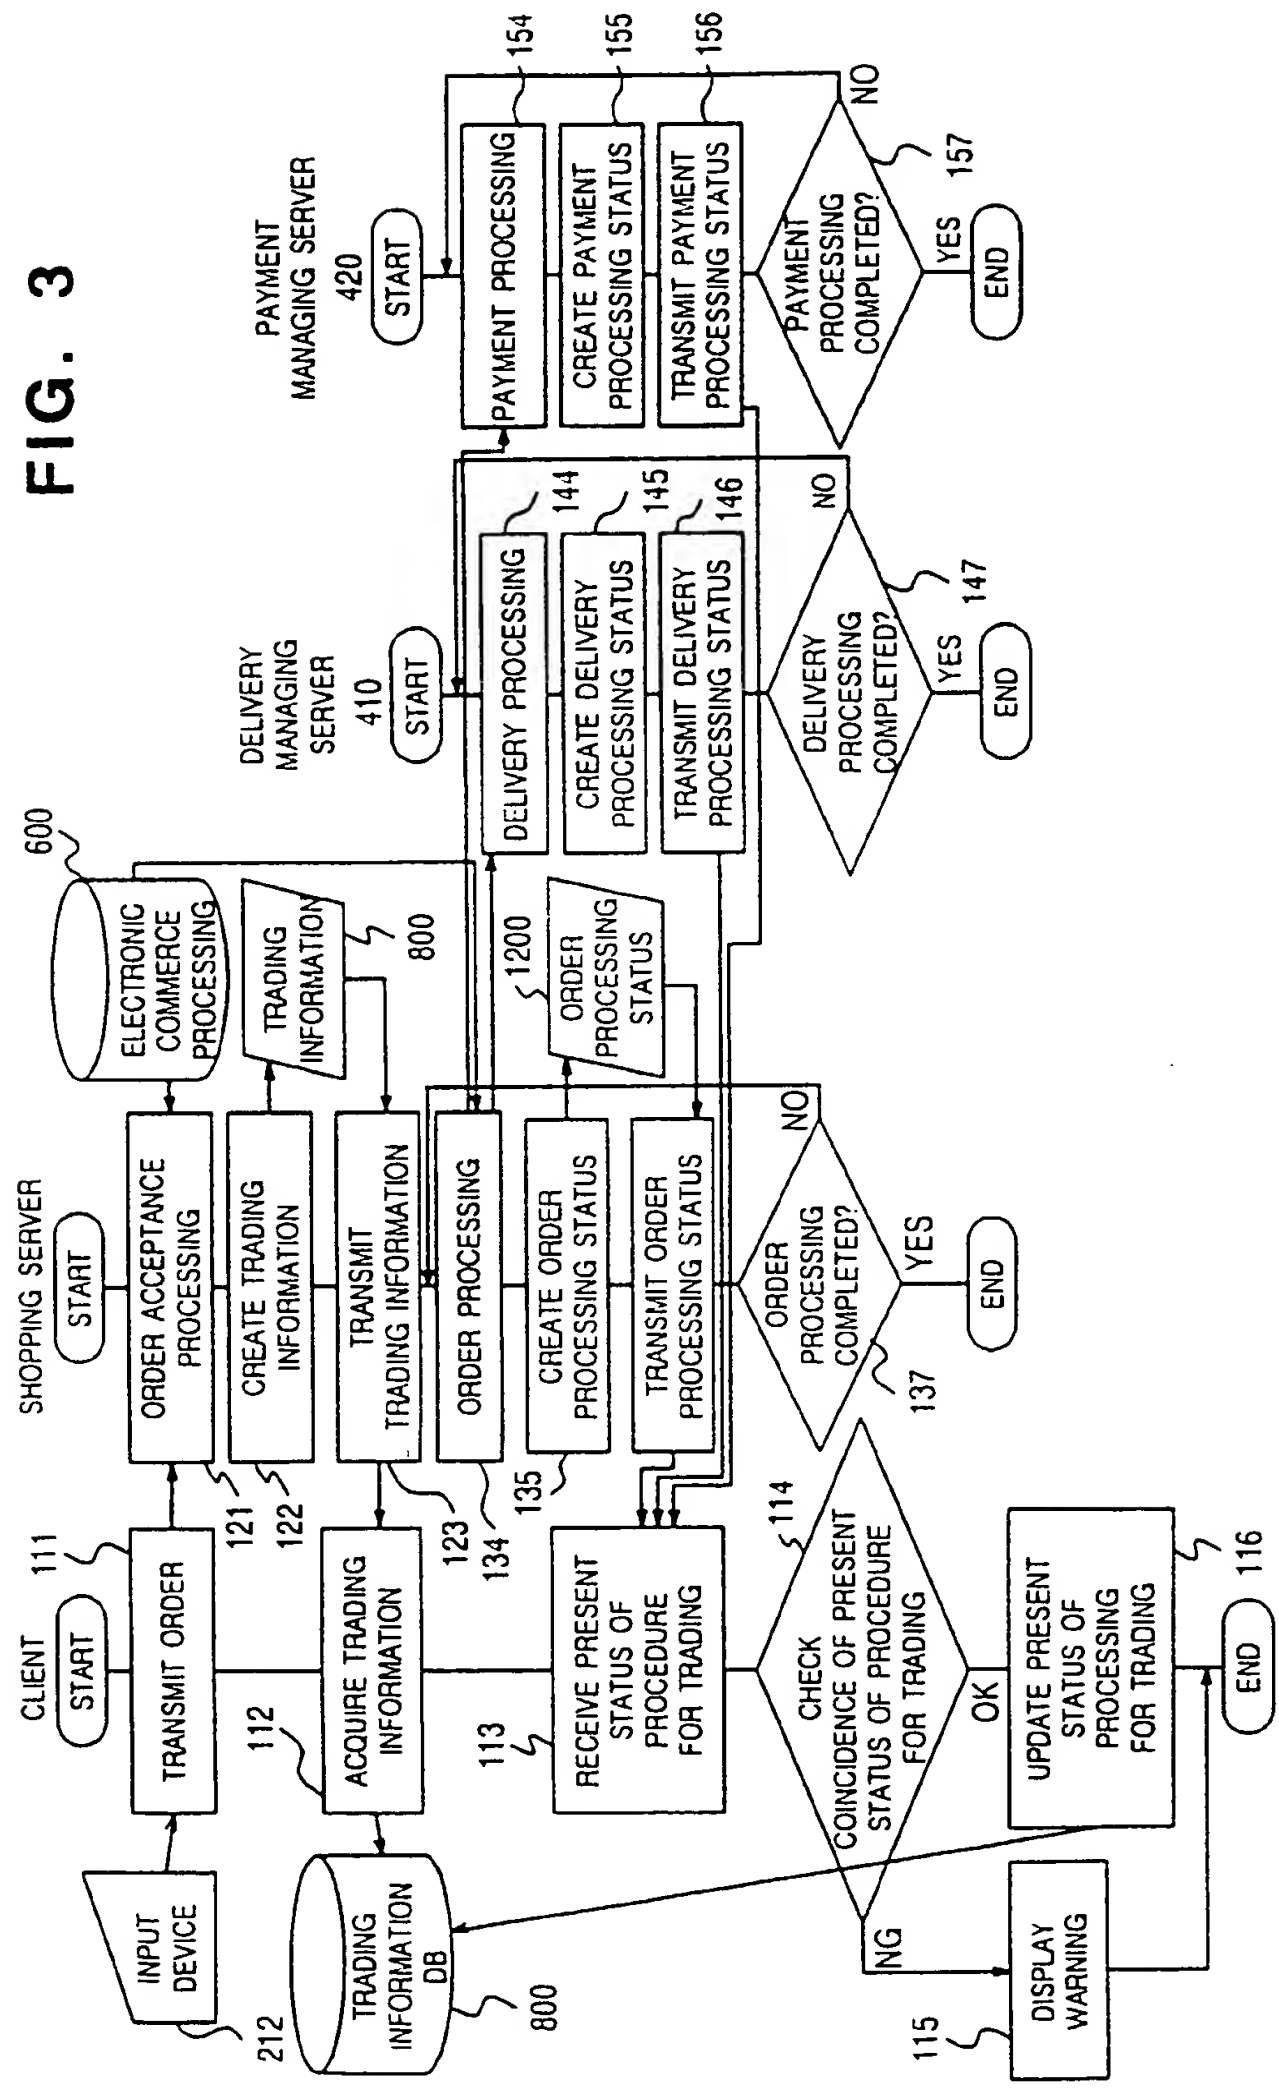 FIG. 3
CLIENT
START
INPUT
DEVICE
212
TRANSMIT ORDER
111
ACQUIRE TRADING
INFORMATION
112
TRADING
INFORMATION
DB
800
RECEIVE PRESENT
STATUS OF
PROCEDURE
FOR TRADING
113
CHECK
COINCIDENCE OF PRESENT
STATUS OF PROCEDURE
FOR TRADING
114
NG
OK
DISPLAY
WARNING
115
UPDATE PRESENT
STATUS OF
PROCESSING
FOR TRADING
116
END
SHOPPING SERVER
START
ORDER ACCEPTANCE
PROCESSING
121
CREATE TRADING
INFORMATION
122
TRANSMIT
TRADING INFORMATION
123
ORDER PROCESSING
134
CREATE ORDER
PROCESSING STATUS
135
TRANSMIT ORDER
PROCESSING STATUS
ORDER
PROCESSING
COMPLETED?
137
NO
YES
END
ELECTRONIC
COMMERCE
PROCESSING
600
TRADING
INFORMATION
800
ORDER
PROCESSING
STATUS
1200
DELIVERY
MANAGING
SERVER
410
START
DELIVERY PROCESSING
144
CREATE DELIVERY
PROCESSING STATUS
145
TRANSMIT DELIVERY
PROCESSING STATUS
146
DELIVERY
PROCESSING
COMPLETED?
147
NO
YES
END
PAYMENT
MANAGING SERVER
420
START
PAYMENT PROCESSING
154
CREATE PAYMENT
PROCESSING STATUS
155
TRANSMIT PAYMENT
PROCESSING STATUS
156
PAYMENT
PROCESSING
COMPLETED?
157
NO
YES
END